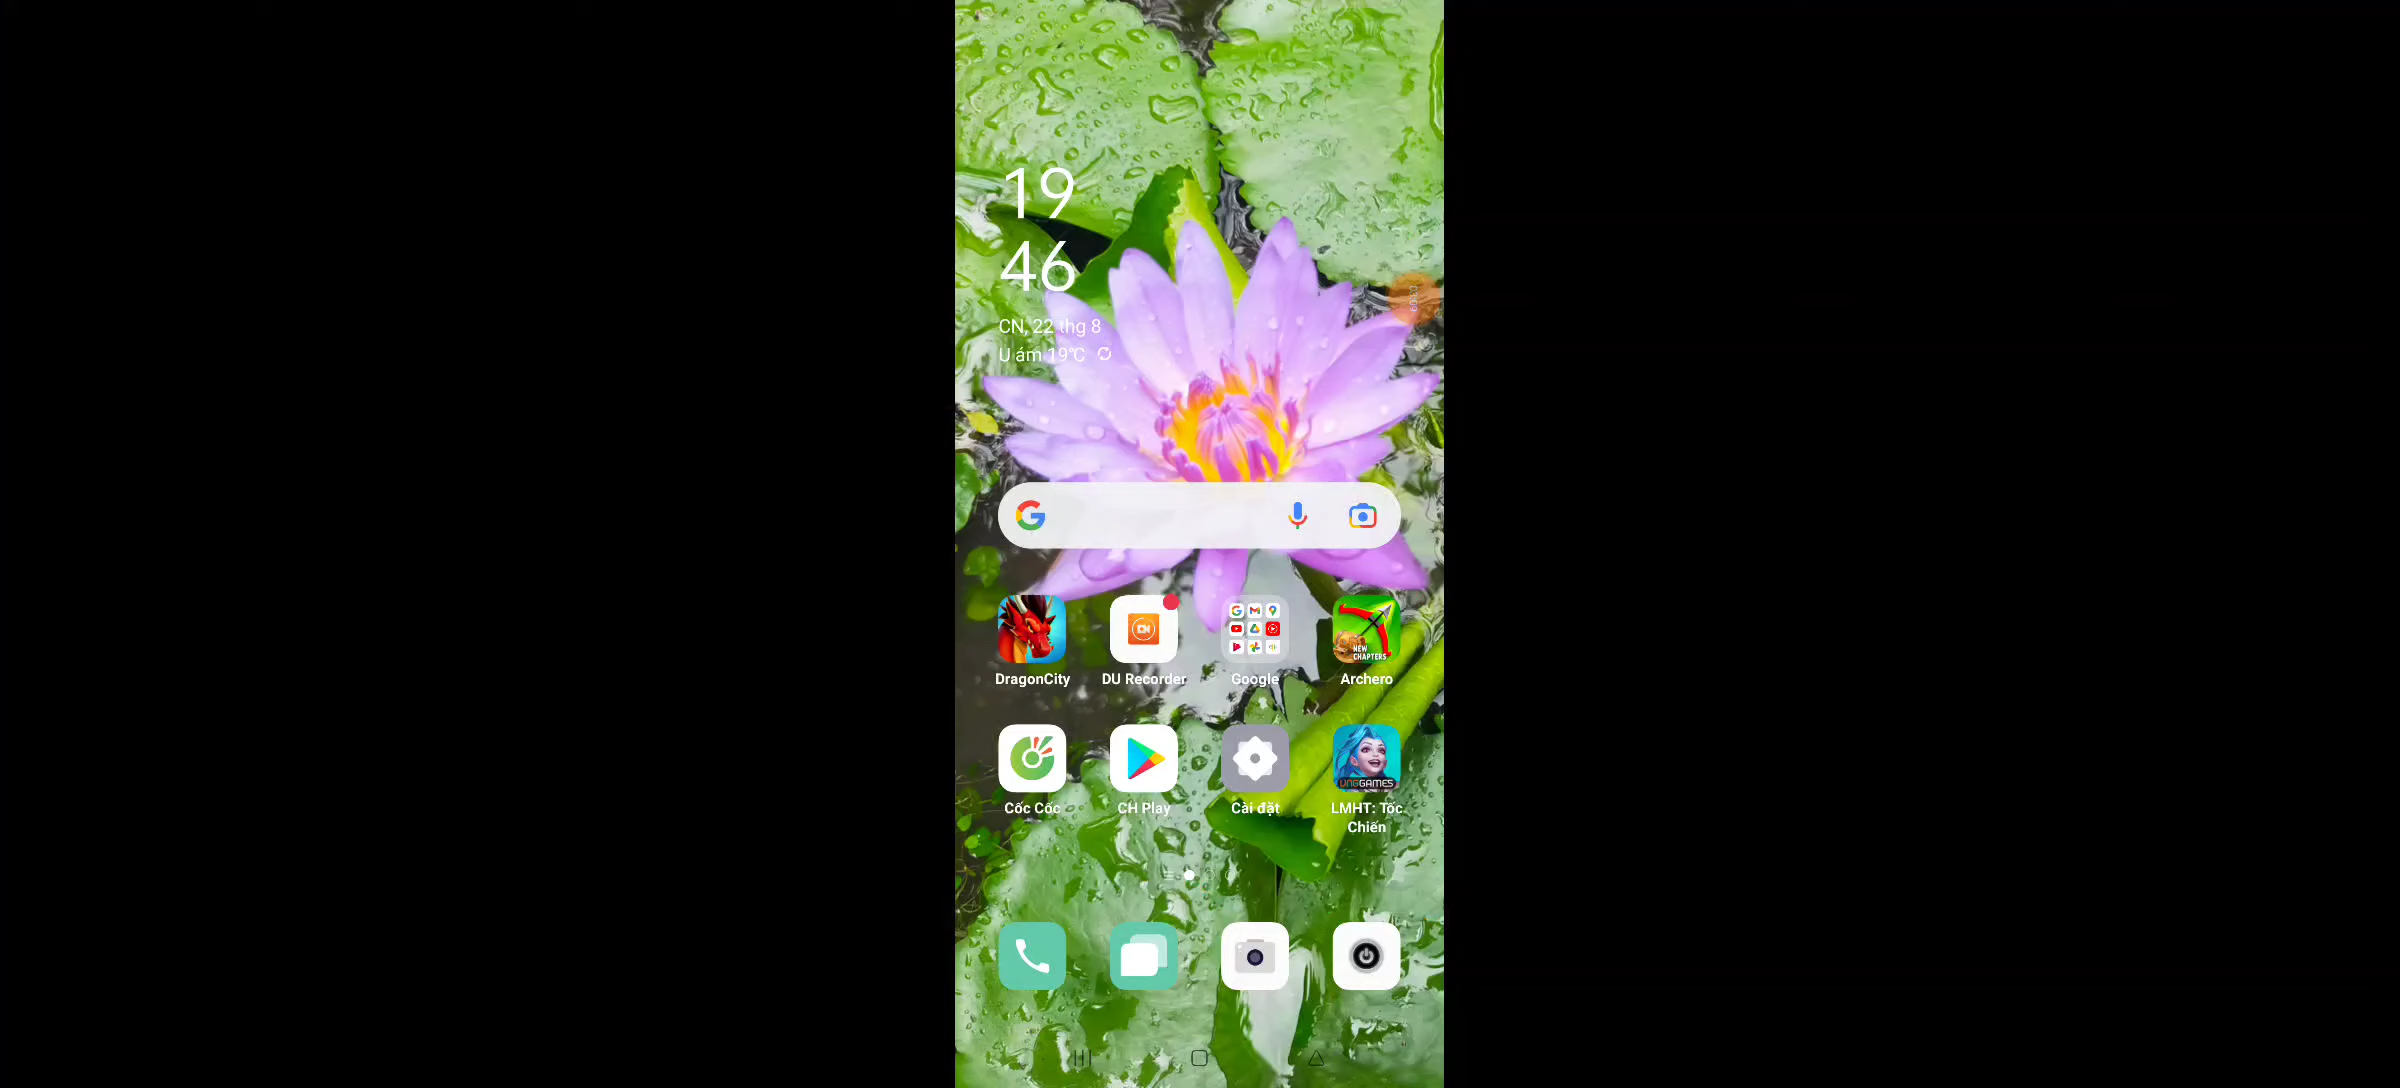 19
46
CN, 22 thg 8
U ám 19°C
DragonCity
DU Recorder
Google
Archero
NEW
CHAPTERS
Cốc Cốc
CH Play
Cài đặt
LMHT: Tốc
Chiến
VNGGAMES